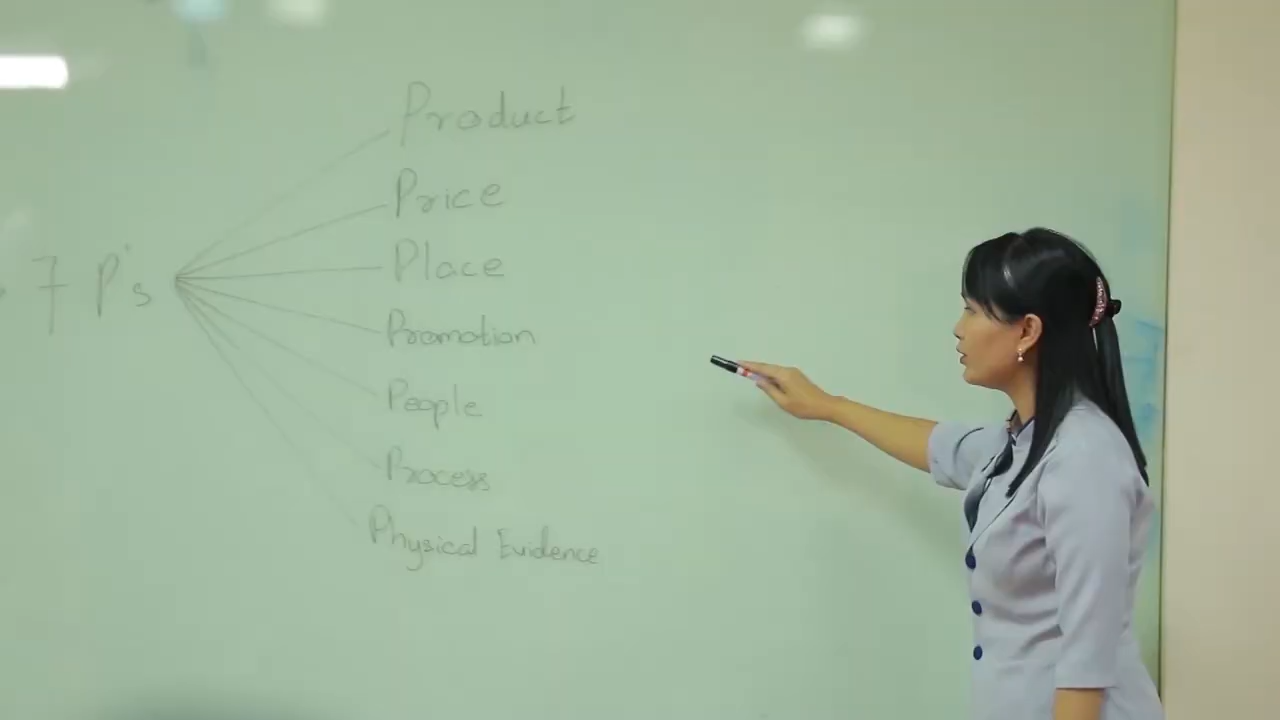 7 P's
Product
Price
Place
Promotion
People
Process
Physical Evidence